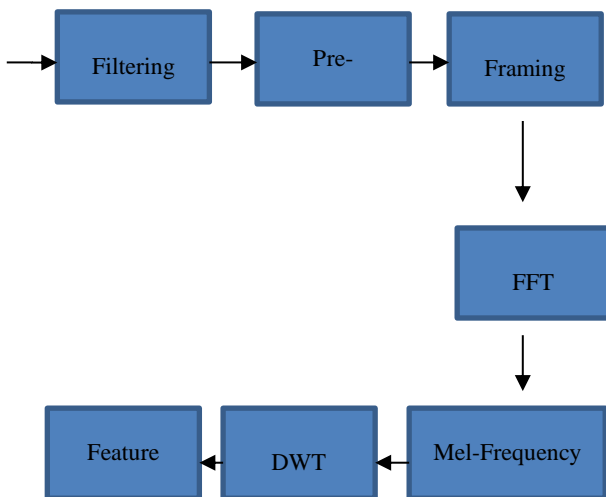 Filtering
Pre-
Framing
FFT
Mel-Frequency
DWT
Feature